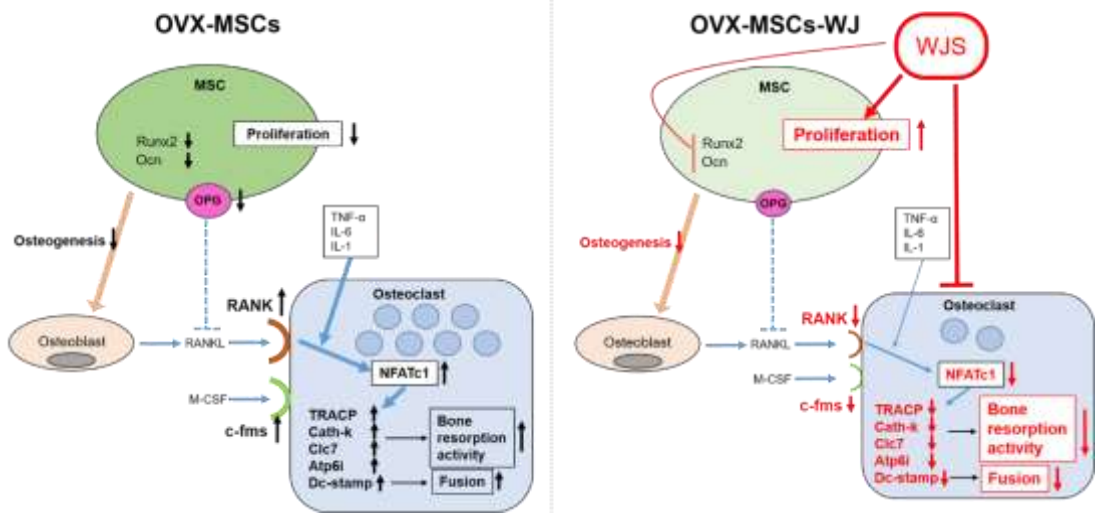 OVX-MSCs
MSC
Proliferation
Runx2
Ocn
OPG
TNF-α
IL-6
IL-1
Osteogenesis
RANK
Osteoclast
Osteoblast
RANKL
NFATc1
M-CSF
c-fms
TRACP
Cath-k
Clc7
Atp6i
Dc-stamp
Bone
resorption
activity
Fusion
OVX-MSCs-WJ
WJS
MSC
Proliferation
Runx2
Ocn
OPG
TNF-α
IL-6
IL-1
Osteogenesis
Osteoclast
RANK
Osteoblast
RANKL
NFATc1
M-CSF
c-fms
TRACP
Cath-k
Clc7
Atp6i
Dc-stamp
Bone
resorption
activity
Fusion